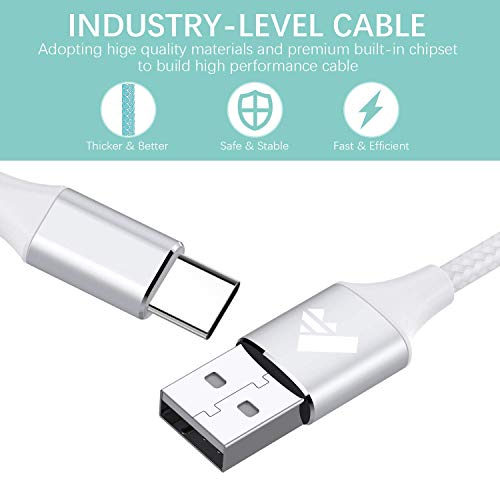 INDUSTRY-LEVEL CABLE
Adopting hige quality materials and premium built-in chipset
to build high performance cable
Thicker & Better
Safe & Stable
Fast & Efficient